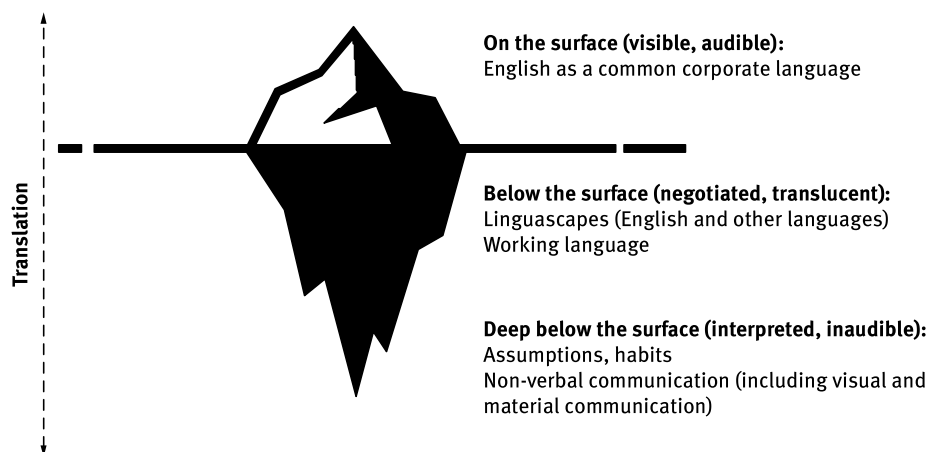 On the surface (visible, audible):
English as a common corporate language
Translation
Below the surface (negotiated, translucent):
Linguascapes (English and other languages)
Working language
Deep below the surface (interpreted, inaudible):
Assumptions, habits
Non-verbal communication (including visual and
material communication)